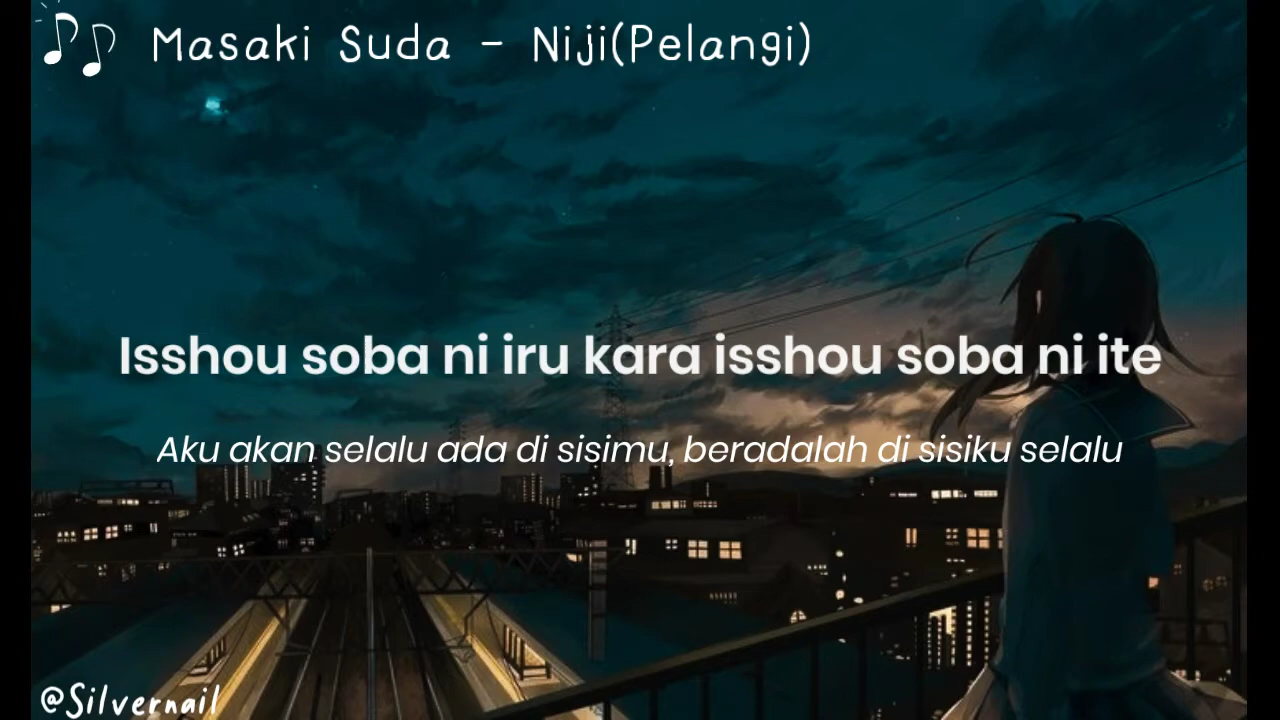 Masaki Suda - Niji(Pelangi)
Isshou soba ni iru kara isshou soba ni ite
Aku akan selalu ada di sisimu, beradalah di sisiku selalu
@Silvernail